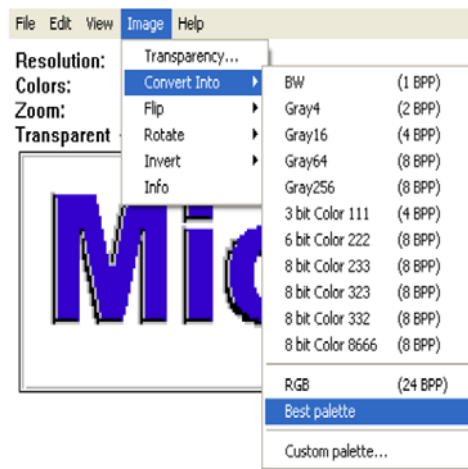 File Edit View Image Help
Resolution:
Colors:
Zoom:
Transparent
Transparency...
Convert Into
Flip
Rotate
Invert
Info
BW (1 BPP)
Gray4 (2 BPP)
Gray16 (4 BPP)
Gray64 (8 BPP)
Gray256 (8 BPP)
3 bit Color 111 (4 BPP)
6 bit Color 222 (8 BPP)
8 bit Color 233 (8 BPP)
8 bit Color 323 (8 BPP)
8 bit Color 332 (8 BPP)
8 bit Color 8666 (8 BPP)
RGB (24 BPP)
Best palette
Custom palette...
Mic